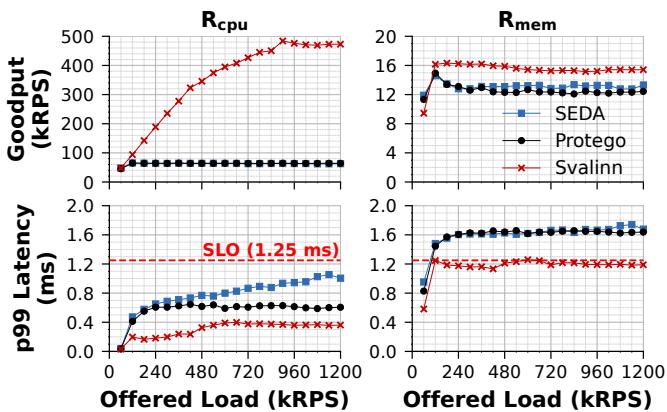 R_cpu
R_mem
Goodput
(kRPS)
500
400
300
200
100
0
20
16
12
8
4
0
SEDA
Protego
Svalinn
p99 Latency
(ms)
2.0
1.6
1.2
0.8
0.4
0.0
SLO (1.25 ms)
2.0
1.6
1.2
0.8
0.4
0.0
0 240 480 720 960 1200
0 240 480 720 960 1200
Offered Load (kRPS)
Offered Load (kRPS)